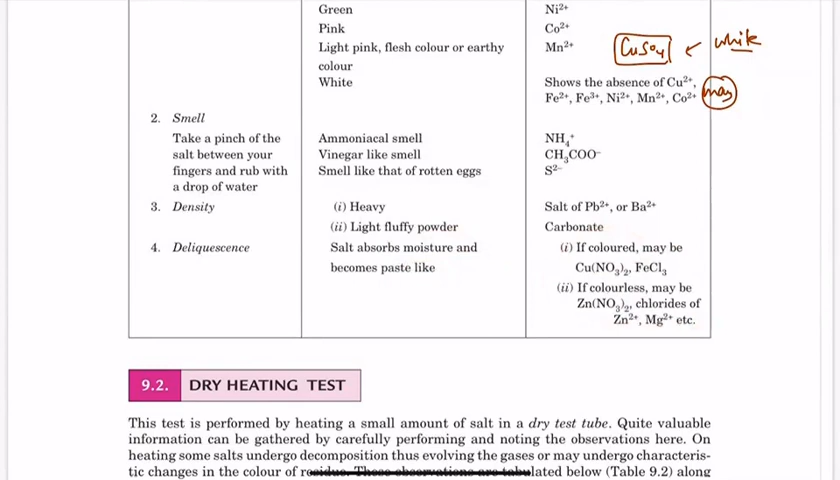 Green Ni²⁺
Pink Co²⁺
Light pink, flesh colour or earthy Mn²⁺ CuSO4 ← white
colour
White Shows the absence of Cu²⁺,
Fe²⁺, Fe³⁺, Ni²⁺, Mn²⁺, Co²⁺ may
2. Smell
Take a pinch of the Ammoniacal smell NH₄⁺
salt between your Vinegar like smell CH₃COO⁻
fingers and rub with Smell like that of rotten eggs S²⁻
a drop of water
3. Density (i) Heavy Salt of Pb²⁺, or Ba²⁺
(ii) Light fluffy powder Carbonate
4. Deliquescence Salt absorbs moisture and (i) If coloured, may be
becomes paste like Cu(NO₃)₂, FeCl₃
(ii) If colourless, may be
Zn(NO₃)₂, chlorides of
Zn²⁺, Mg²⁺ etc.
9.2. DRY HEATING TEST
This test is performed by heating a small amount of salt in a dry test tube. Quite valuable
information can be gathered by carefully performing and noting the observations here. On
heating some salts undergo decomposition thus evolving the gases or may undergo characteris-
tic changes in the colour of residue. These observations are tabulated below (Table 9.2) along